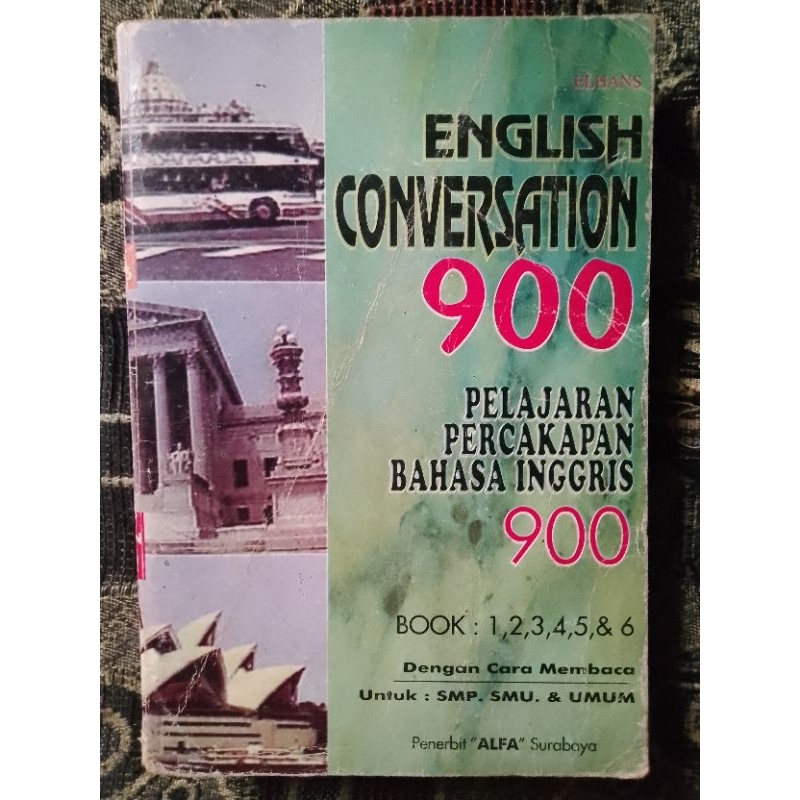 EL HANS
ENGLISH
CONVERSATION
900
PELAJARAN
PERCAKAPAN
BAHASA INGGRIS
900
BOOK : 1,2,3,4,5,& 6
Dengan Cara Membaca
Untuk : SMP. SMU. & UMUM
Penerbit "ALFA" Surabaya